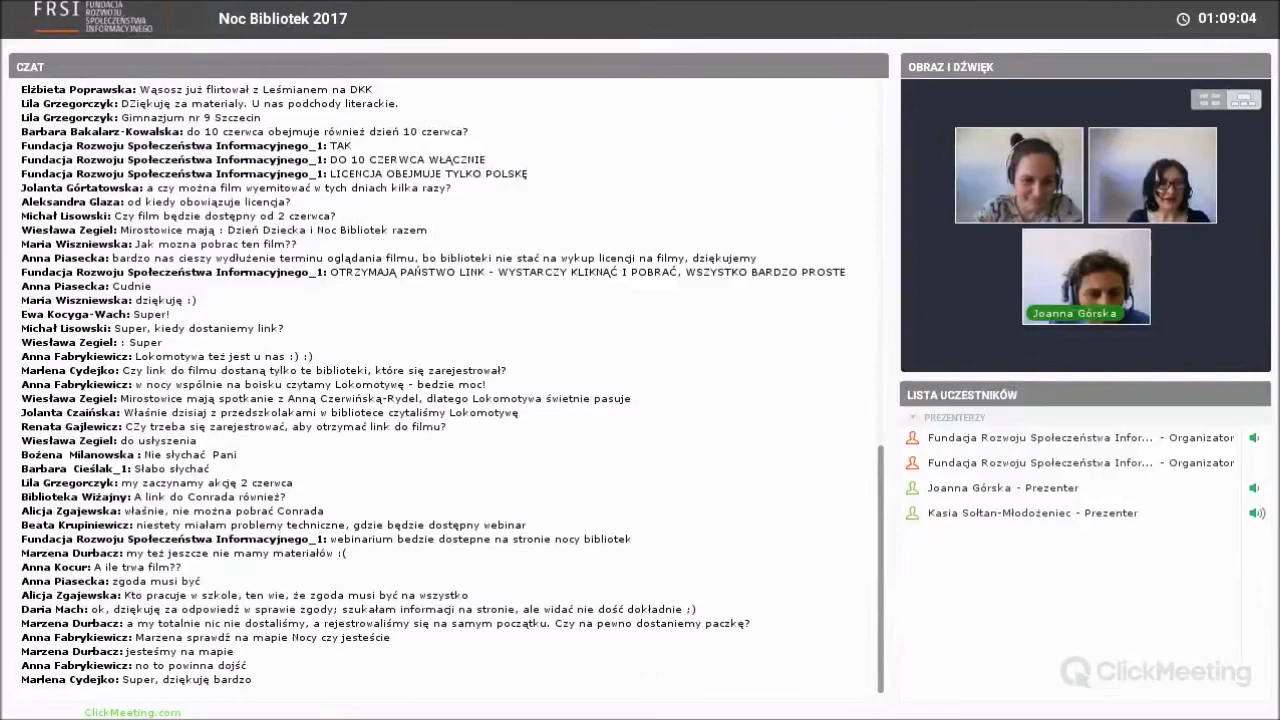 FRSI
FUNDACJA
ROZWOJU
SPOŁECZEŃSTWA
INFORMACYJNEGO
Noc Bibliotek 2017
01:09:04
CZAT
Elżbieta Poprawska: Wąsosz już flirtował z Leśmianem na DKK
Lila Grzegorczyk: DZiękuję za materialy. U nas podchody literackie.
Lila Grzegorczyk: Gimnazjum nr 9 Szczecin
Barbara Bakalarz-Kowalska: do 10 czerwca obejmuje również dzień 10 czerwca?
Fundacja Rozwoju Społeczeństwa Informacyjnego_1: TAK
Fundacja Rozwoju Społeczeństwa Informacyjnego_1: DO 10 CZERWCA WŁĄCZNIE
Fundacja Rozwoju Społeczeństwa Informacyjnego_1: LICENCJA OBEJMUJE TYLKO POLSKĘ
Jolanta Górtatowska: a czy można film wyemitować w tych dniach kilka razy?
Aleksandra Glaza: od kiedy obowiązuje licencja?
Michał Lisowski: Czy film będzie dostępny od 2 czerwca?
Wiesława Zegiel: Mirostowice mają : Dzień Dziecka i Noc Bibliotek razem
Maria Wiszniewska: Jak mozna pobrac ten film??
Anna Piasecka: bardzo nas cieszy wydłużenie terminu oglądania filmu, bo biblioteki nie stać na wykup licencji na filmy, dziękujemy
Fundacja Rozwoju Społeczeństwa Informacyjnego_1: OTRZYMAJĄ PAŃSTWO LINK - WYSTARCZY KLIKNĄĆ I POBRAĆ, WSZYSTKO BARDZO PROSTE
Anna Piasecka: Cudnie
Maria Wiszniewska: dziękuję :)
Ewa Kocyga-Wach: Super!
Michał Lisowski: Super, kiedy dostaniemy link?
Wiesława Zegiel: : Super
Anna Fabrykiewicz: Lokomotywa też jest u nas :) :)
Marlena Cydejko: Czy link do filmu dostaną tylko te biblioteki, które się zarejestrował?
Anna Fabrykiewicz: w nocy wspólnie na boisku czytamy Lokomotywę - bedzie moc!
Wiesława Zegiel: Mirostowice mają spotkanie z Anną Czerwińską-Rydel, dlatego Lokomotywa świetnie pasuje
Jolanta Czaińska: Właśnie dzisiaj z przedszkolakami w bibliotece czytaliśmy Lokomotywę
Renata Gajlewicz: CZy trzeba się zarejestrować, aby otrzymać link do filmu?
Wiesława Zegiel: do usłyszenia
Bożena Milanowska : Nie słychać Pani
Barbara Cieślak_1: Słabo słychać
Lila Grzegorczyk: my zaczynamy akcję 2 czerwca
Biblioteka Wiżajny: A link do Conrada również?
Alicja Zgajewska: właśnie, nie można pobrać Conrada
Beata Krupiniewicz: niestety miałam problemy techniczne, gdzie będzie dostępny webinar
Fundacja Rozwoju Społeczeństwa Informacyjnego_1: webinarium bedzie dostepne na stronie nocy bibliotek
Marzena Durbacz: my też jeszcze nie mamy materiałów :(
Anna Kocur: A ile trwa film??
Anna Piasecka: zgoda musi być
Alicja Zgajewska: Kto pracuje w szkole, ten wie, że zgoda musi być na wszystko
Daria Mach: ok, dziękuję za odpowiedź w sprawie zgody; szukałam informacji na stronie, ale widać nie dość dokładnie ;)
Marzena Durbacz: a my totalnie nic nie dostaliśmy, a rejestrowaliśmy się na samym początku. Czy na pewno dostaniemy paczkę?
Anna Fabrykiewicz: Marzena sprawdź na mapie Nocy czy jesteście
Marzena Durbacz: jesteśmy na mapie
Anna Fabrykiewicz: no to powinna dojść
Marlena Cydejko: Super, dziękuję bardzo
ClickMeeting.com
OBRAZ I DŹWIĘK
Joanna Górska
LISTA UCZESTNIKÓW
PREZENTERZY
Fundacja Rozwoju Społeczeństwa Infor... - Organizator
Fundacja Rozwoju Społeczeństwa Infor... - Organizator
Joanna Górska - Prezenter
Kasia Sołtan-Młodożeniec - Prezenter
ClickMeeting